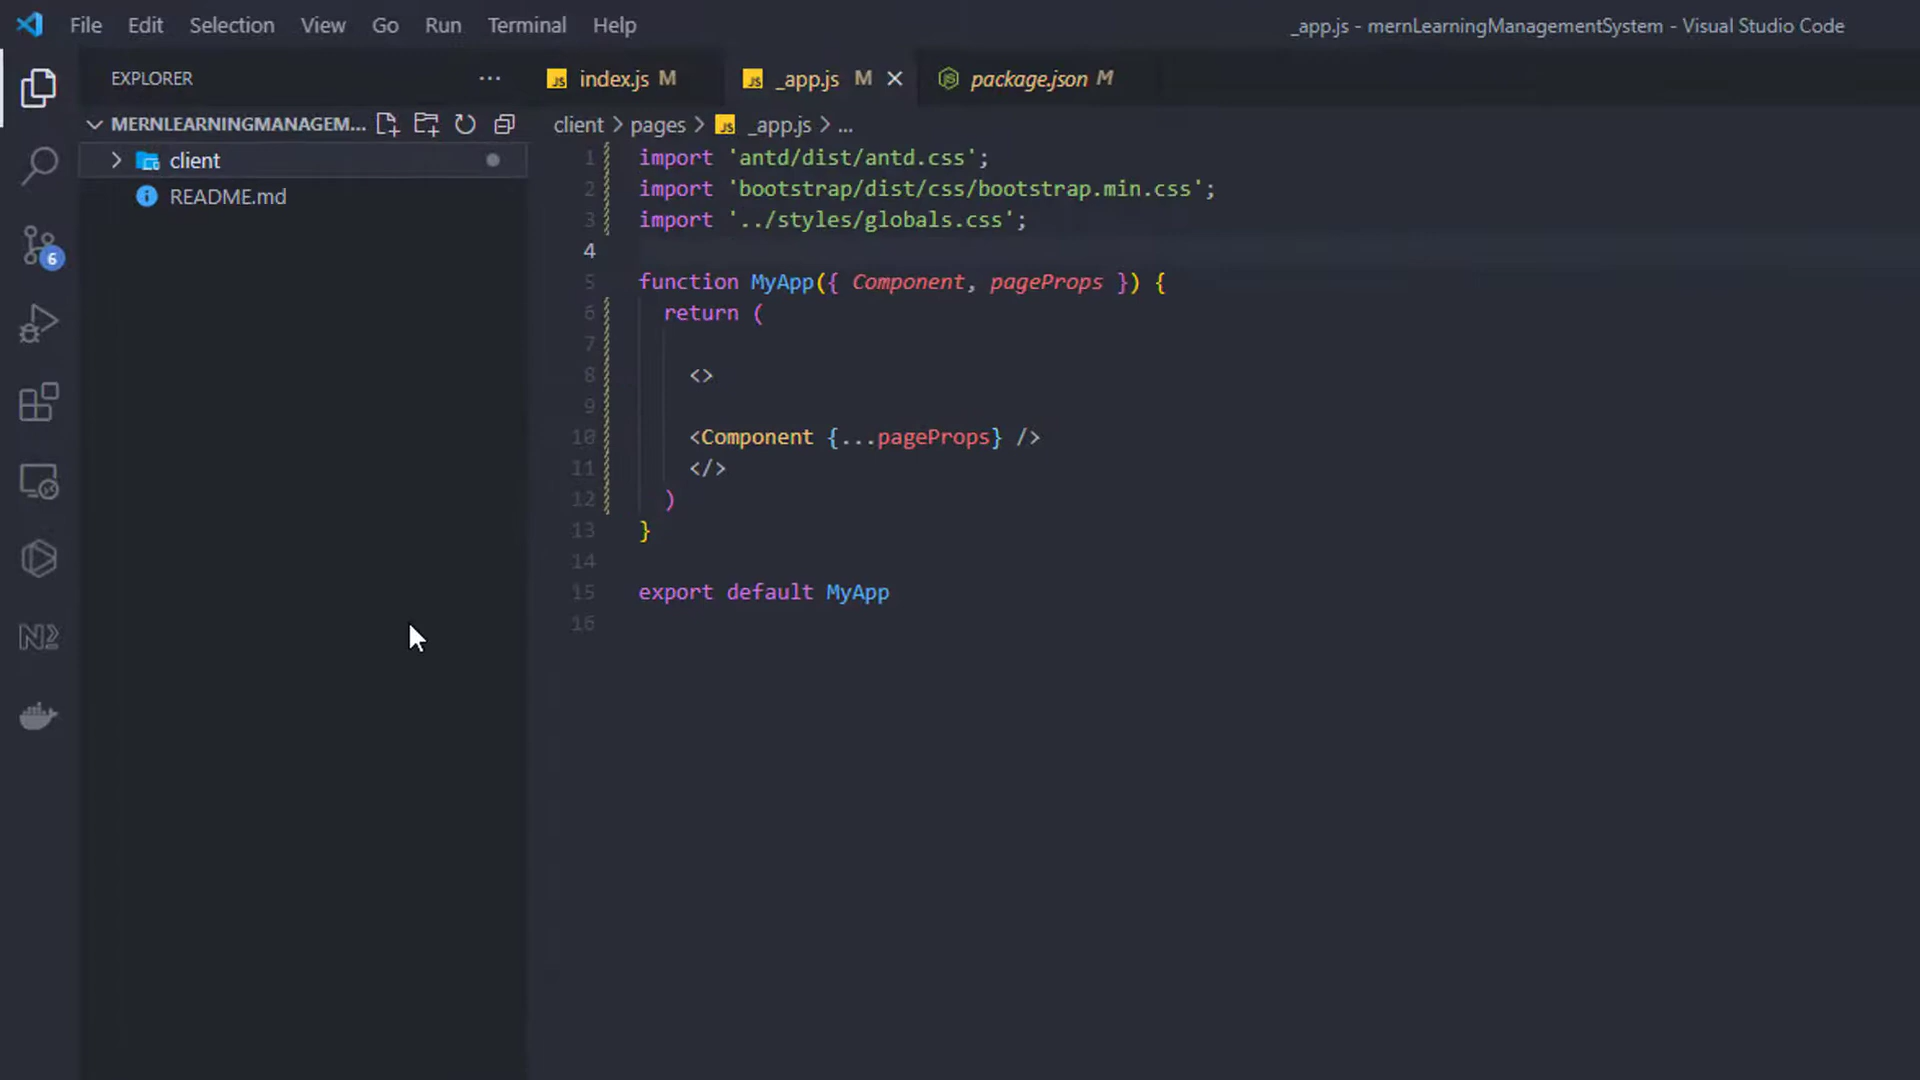 File Edit Selection View Go Run Terminal Help
_app.js - mernLearningManagementSystem - Visual Studio Code
EXPLORER ···
index.js M
_app.js M
package.json M
MERNLEARNINGMANAGEM...
client
README.md
6
client > pages > JS _app.js > ...
1 import 'antd/dist/antd.css';
2 import 'bootstrap/dist/css/bootstrap.min.css';
3 import '../styles/globals.css';
4
5 function MyApp({ Component, pageProps }) {
6 return (
7
8 <>
9
10 <Component {...pageProps} />
11 </>
12 )
13 }
14
15 export default MyApp
16